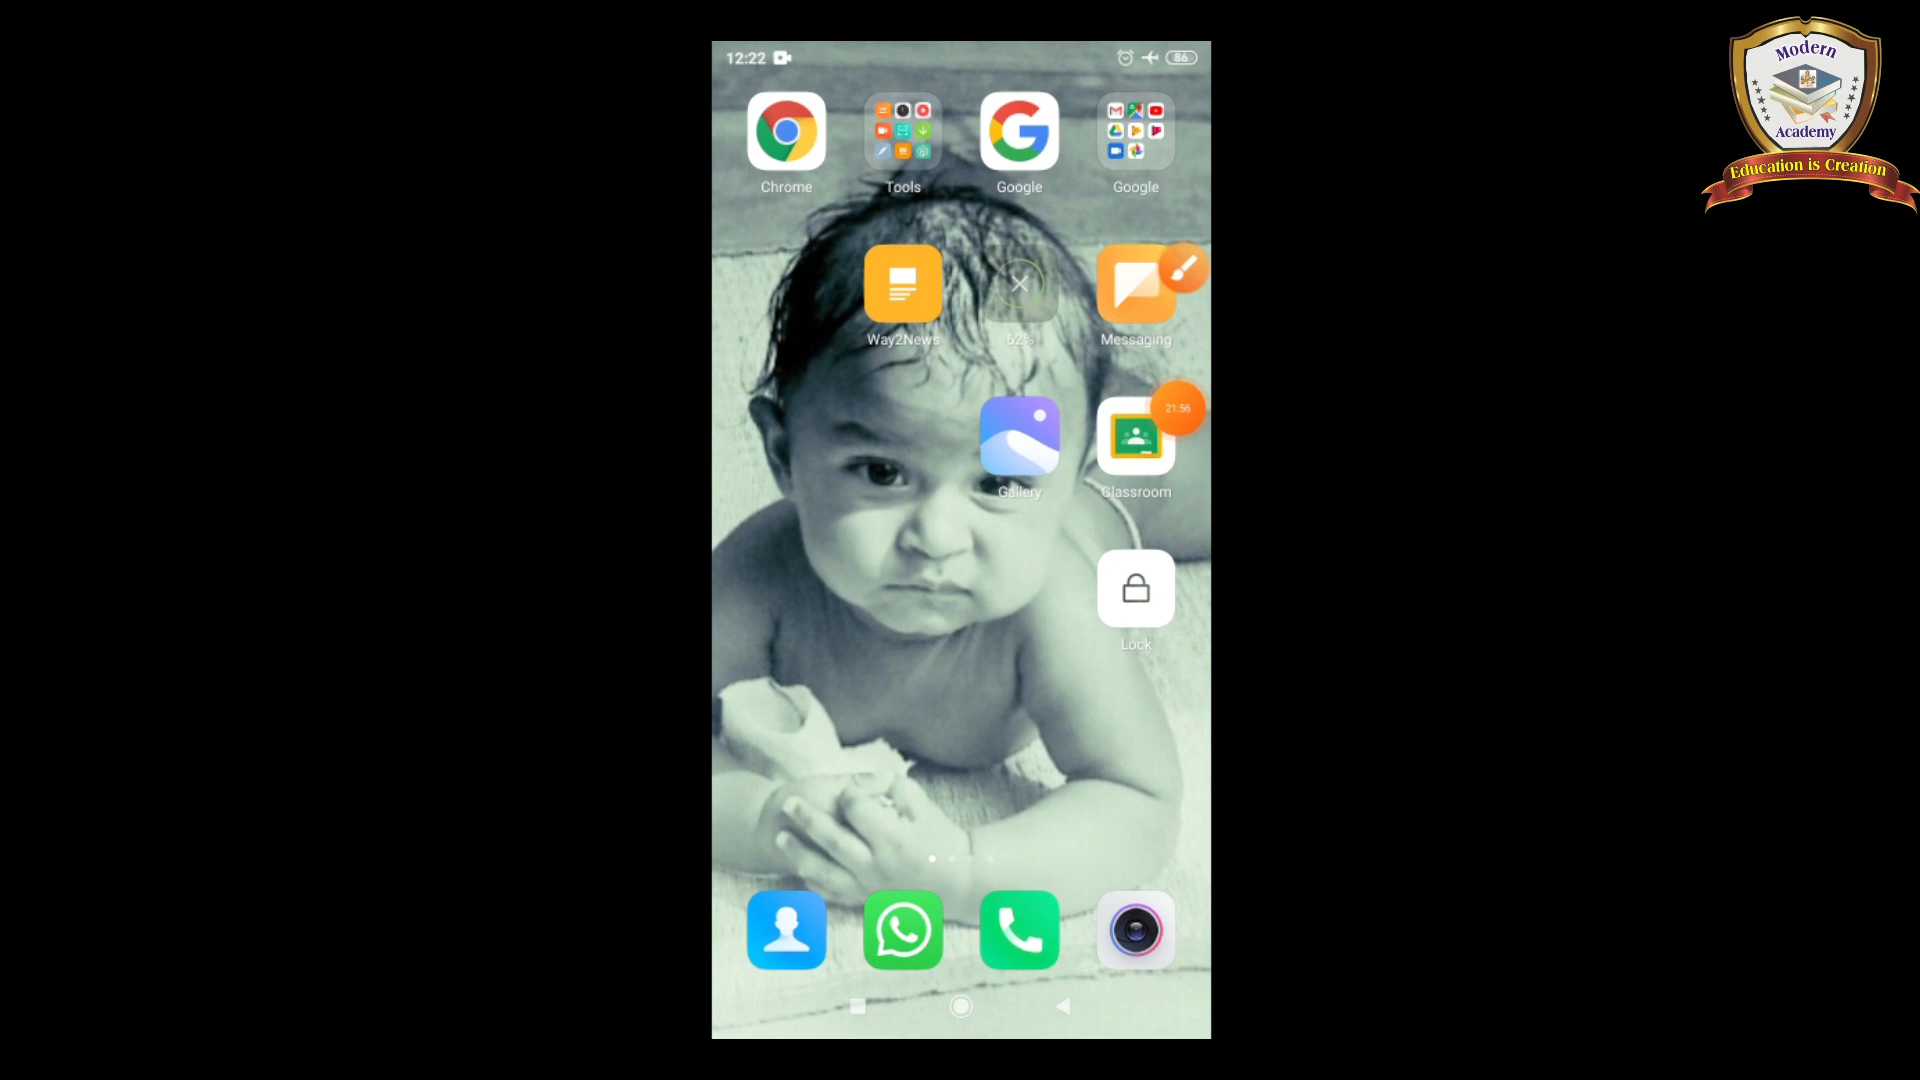 12:22
86
Chrome
Tools
Google
Google
Way2News
62%
Messaging
21:56
Gallery
Classroom
Lock
Modern
Academy
Education is Creation